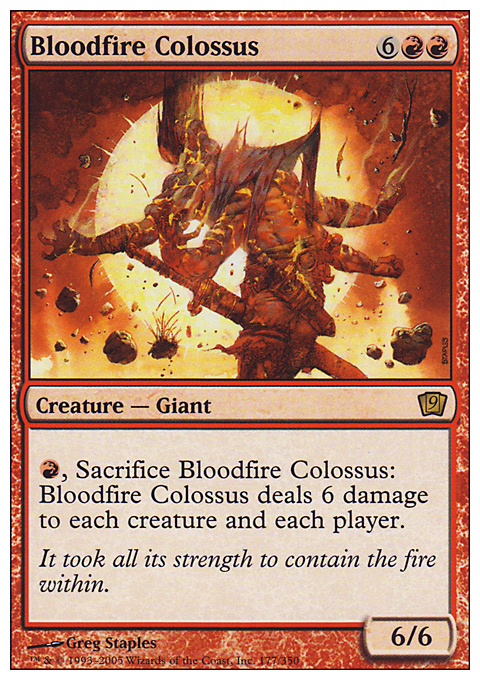 Bloodfire Colossus 6
STAPLES
Creature — Giant 9
, Sacrifice Bloodfire Colossus:
Bloodfire Colossus deals 6 damage
to each creature and each player.
It took all its strength to contain the fire
within.
6/6
Greg Staples
™ & © 1993–2005 Wizards of the Coast, Inc. 177/350